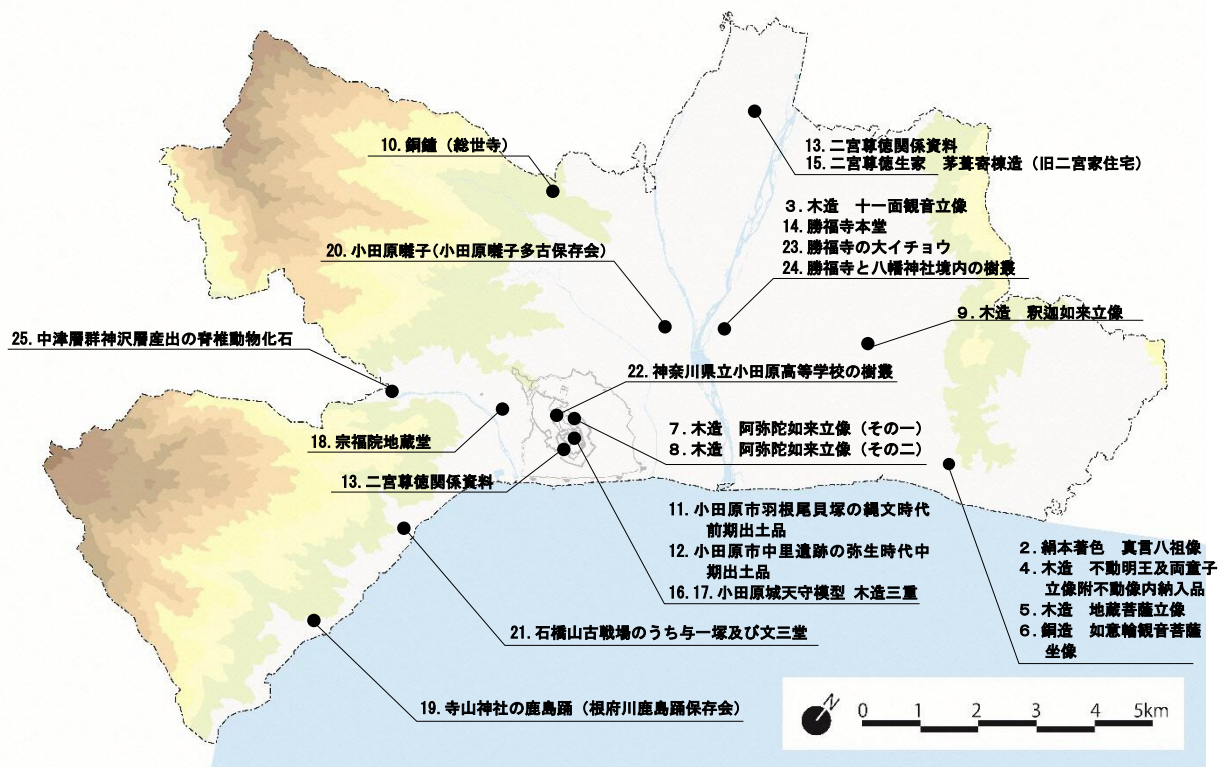 10. 銅鐘（総世寺）
13. 二宮尊徳関係資料
15. 二宮尊徳生家　茅葺寄棟造（旧二宮家住宅）
３. 木造　十一面観音立像
14. 勝福寺本堂
23. 勝福寺の大イチョウ
24. 勝福寺と八幡神社境内の樹叢
20. 小田原囃子(小田原囃子多古保存会)
９. 木造　釈迦如来立像
25. 中津層群神沢層産出の脊椎動物化石
22. 神奈川県立小田原高等学校の樹叢
18. 宗福院地蔵堂
７. 木造　阿弥陀如来立像（その一）
８. 木造　阿弥陀如来立像（その二）
13. 二宮尊徳関係資料
11. 小田原市羽根尾貝塚の縄文時代
前期出土品
12. 小田原市中里遺跡の弥生時代中
期出土品
16. 17. 小田原城天守模型 木造三重
２. 絹本著色　真言八祖像
４. 木造　不動明王及両童子
立像附不動像内納入品
５. 木造　地蔵菩薩立像
６. 銅造　如意輪観音菩薩
坐像
21. 石橋山古戦場のうち与一塚及び文三堂
19. 寺山神社の鹿島踊（根府川鹿島踊保存会）
N
0 1 2 3 4 5km